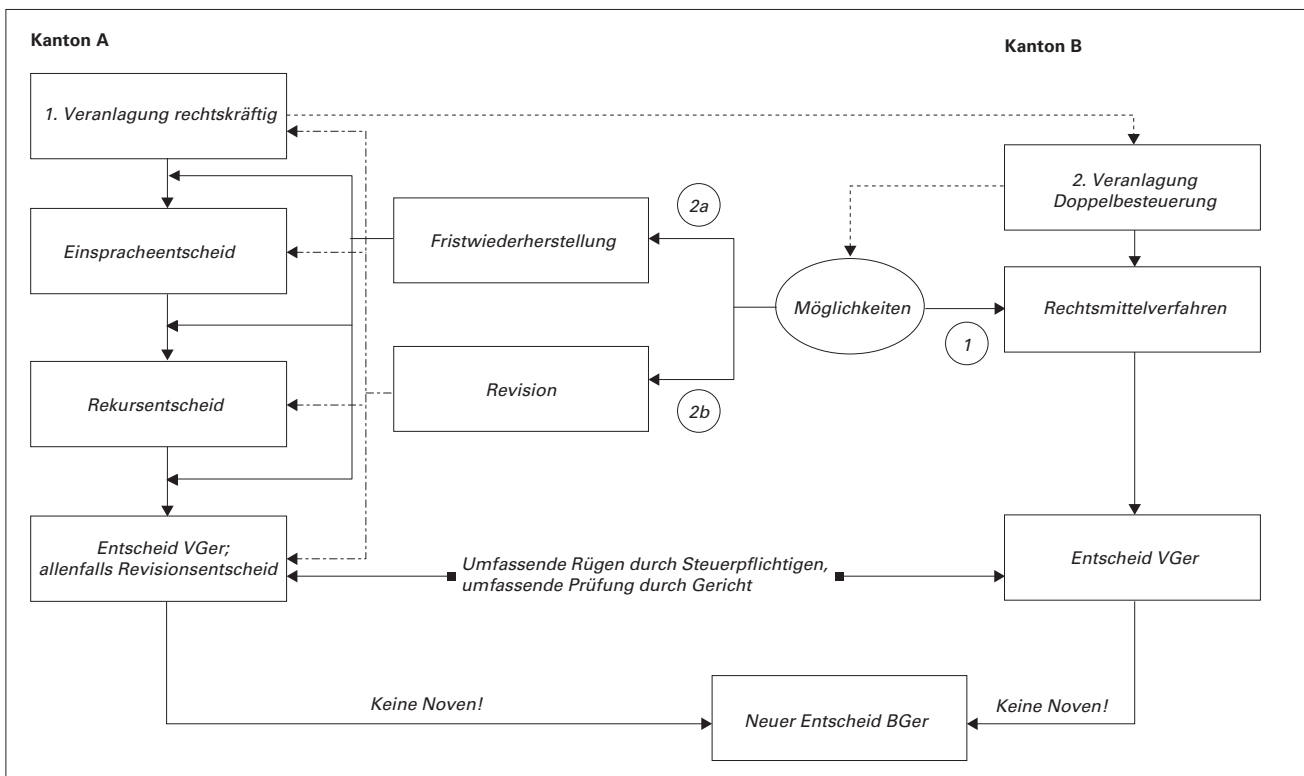 Kanton A
Kanton B
1. Veranlagung rechtskräftig
2. Veranlagung
Doppelbesteuerung
2a
Fristwiederherstellung
Einspracheentscheid
Möglichkeiten
Rechtsmittelverfahren
1
Revision
Rekursentscheid
2b
Entscheid VGer;
allenfalls Revisionsentscheid
Umfassende Rügen durch Steuerpflichtigen,
umfassende Prüfung durch Gericht
Entscheid VGer
Keine Noven!
Neuer Entscheid BGer
Keine Noven!